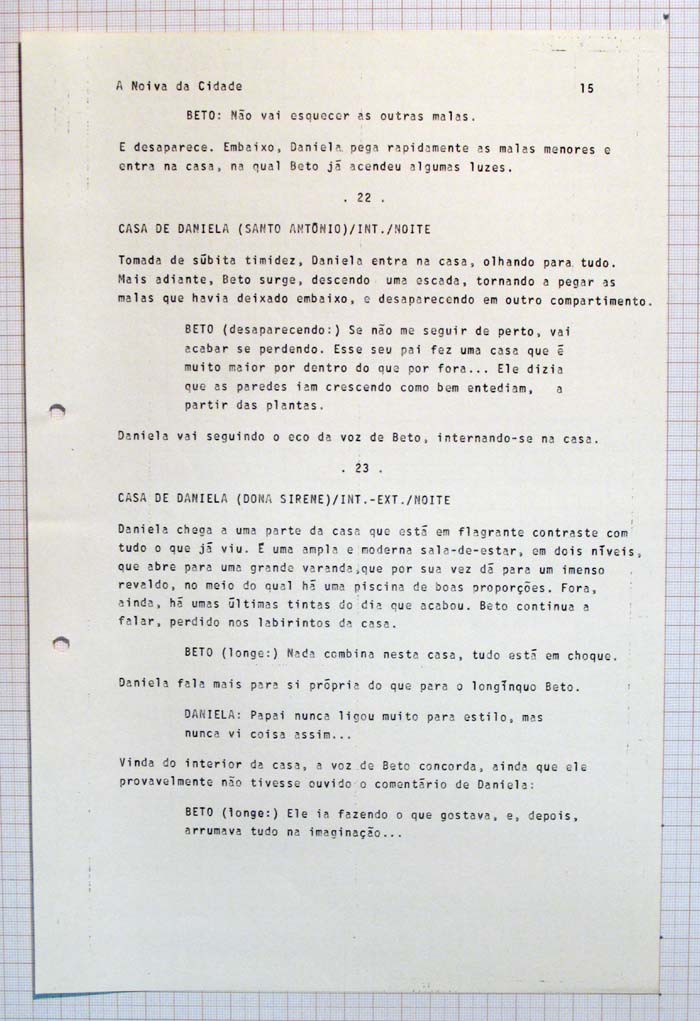 A Noiva da Cidade 15
BETO: Não vai esquecer as outras malas.
E desaparece. Embaixo, Daniela pega rapidamente as malas menores e
entra na casa, na qual Beto já acendeu algumas luzes.
. 22 .
CASA DE DANIELA (SANTO ANTÔNIO)/INT./NOITE
Tomada de súbita timidez, Daniela entra na casa, olhando para tudo.
Mais adiante, Beto surge, descendo uma escada, tornando a pegar as
malas que havia deixado embaixo, e desaparecendo em outro compartimento.
BETO (desaparecendo:) Se não me seguir de perto, vai
acabar se perdendo. Esse seu pai fez uma casa que é
muito maior por dentro do que por fora... Ele dizia
que as paredes iam crescendo como bem entediam, a
partir das plantas.
Daniela vai seguindo o eco da voz de Beto, internando-se na casa.
. 23 .
CASA DE DANIELA (DONA SIRENE)/INT.-EXT./NOITE
Daniela chega a uma parte da casa que está em flagrante contraste com
tudo o que já viu. É uma ampla e moderna sala-de-estar, em dois níveis,
que abre para uma grande varanda,que por sua vez dá para um imenso
revaldo, no meio do qual há uma piscina de boas proporções. Fora,
ainda, há umas últimas tintas do dia que acabou. Beto continua a
falar, perdido nos labirintos da casa.
BETO (longe:) Nada combina nesta casa, tudo está em choque.
Daniela fala mais para si própria do que para o longínquo Beto.
DANIELA: Papai nunca ligou muito para estilo, mas
nunca vi coisa assim...
Vinda do interior da casa, a voz de Beto concorda, ainda que ele
provavelmente não tivesse ouvido o comentário de Daniela:
BETO (longe:) Ele ia fazendo o que gostava, e, depois,
arrumava tudo na imaginação...